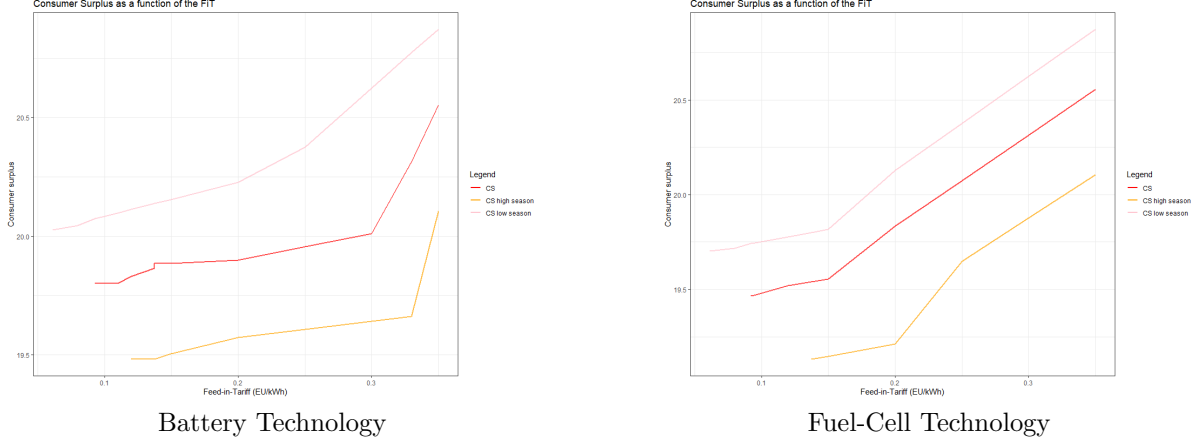 Consumer Surplus as a function of the FiT
20.5
20.0
19.5
Consumer surplus
0.1 0.2 0.3
Feed-in-Tariff (EU/kWh)
Legend
CS
CS high season
CS low season
Battery Technology
Consumer Surplus as a function of the FiT
20.5
20.0
19.5
Consumer surplus
0.1 0.2 0.3
Feed-in-Tariff (EU/kWh)
Legend
CS
CS high season
CS low season
Fuel-Cell Technology